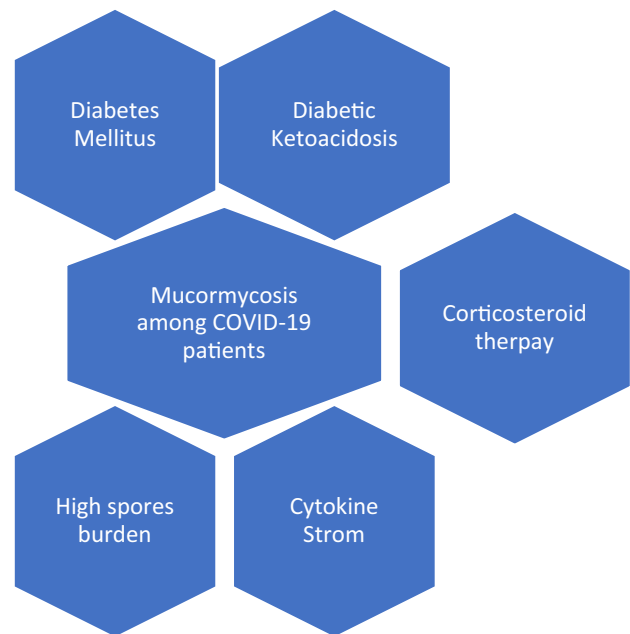 Diabetes
Mellitus
Diabetic
Ketoacidosis
Mucormycosis
among COVID-19
patients
Corticosteroid
therpay
High spores
burden
Cytokine
Strom